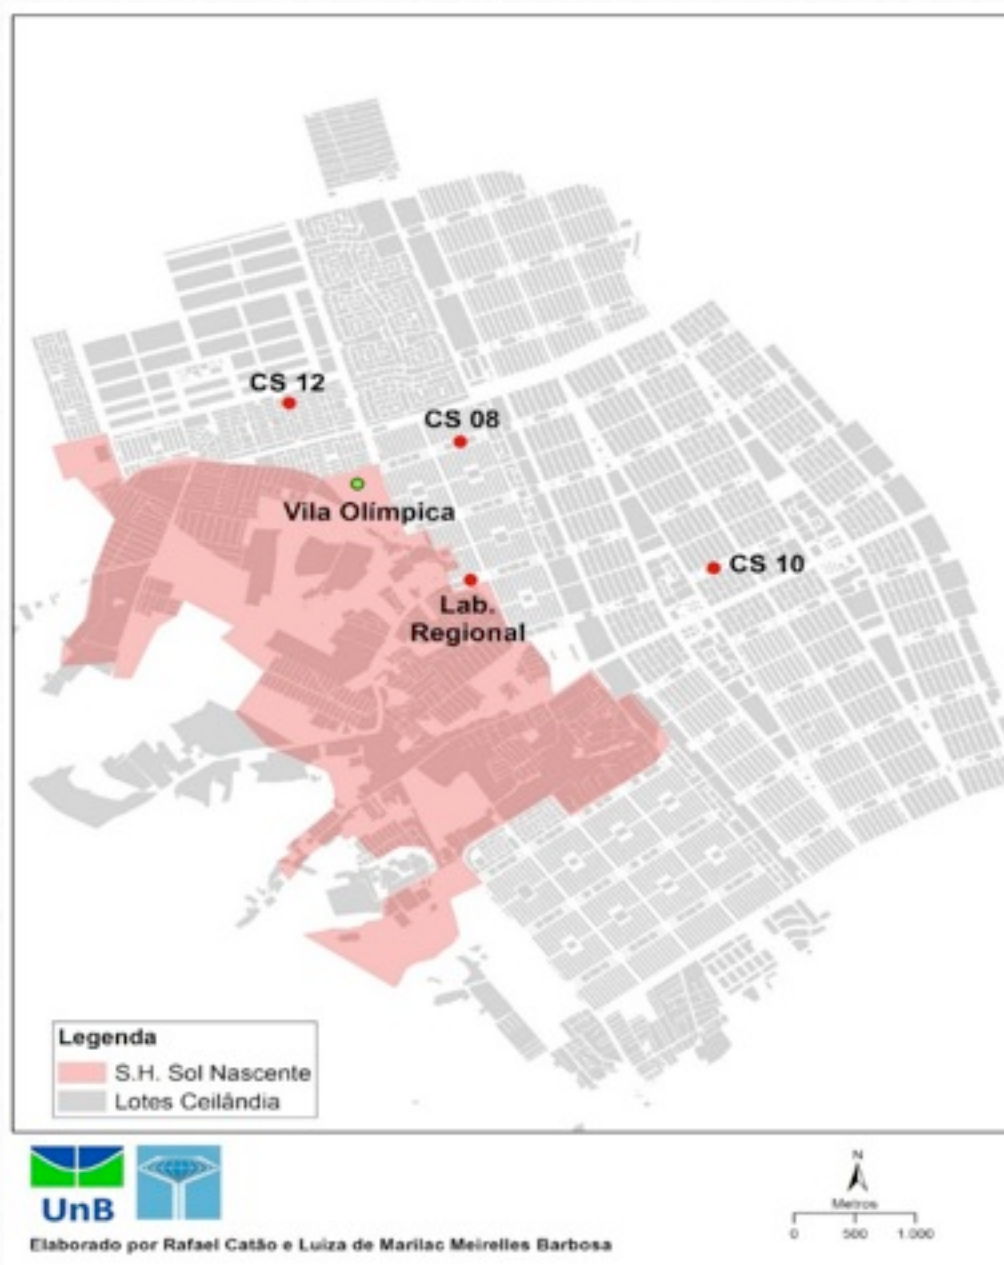 CS 12
CS 08
Vila Olímpica
CS 10
Lab.
Regional
Legenda
S.H. Sol Nascente
Lotes Ceilândia
UnB
N
Metros
0 500 1.000
Elaborado por Rafael Catão e Luiza de Marilac Meirelles Barbosa